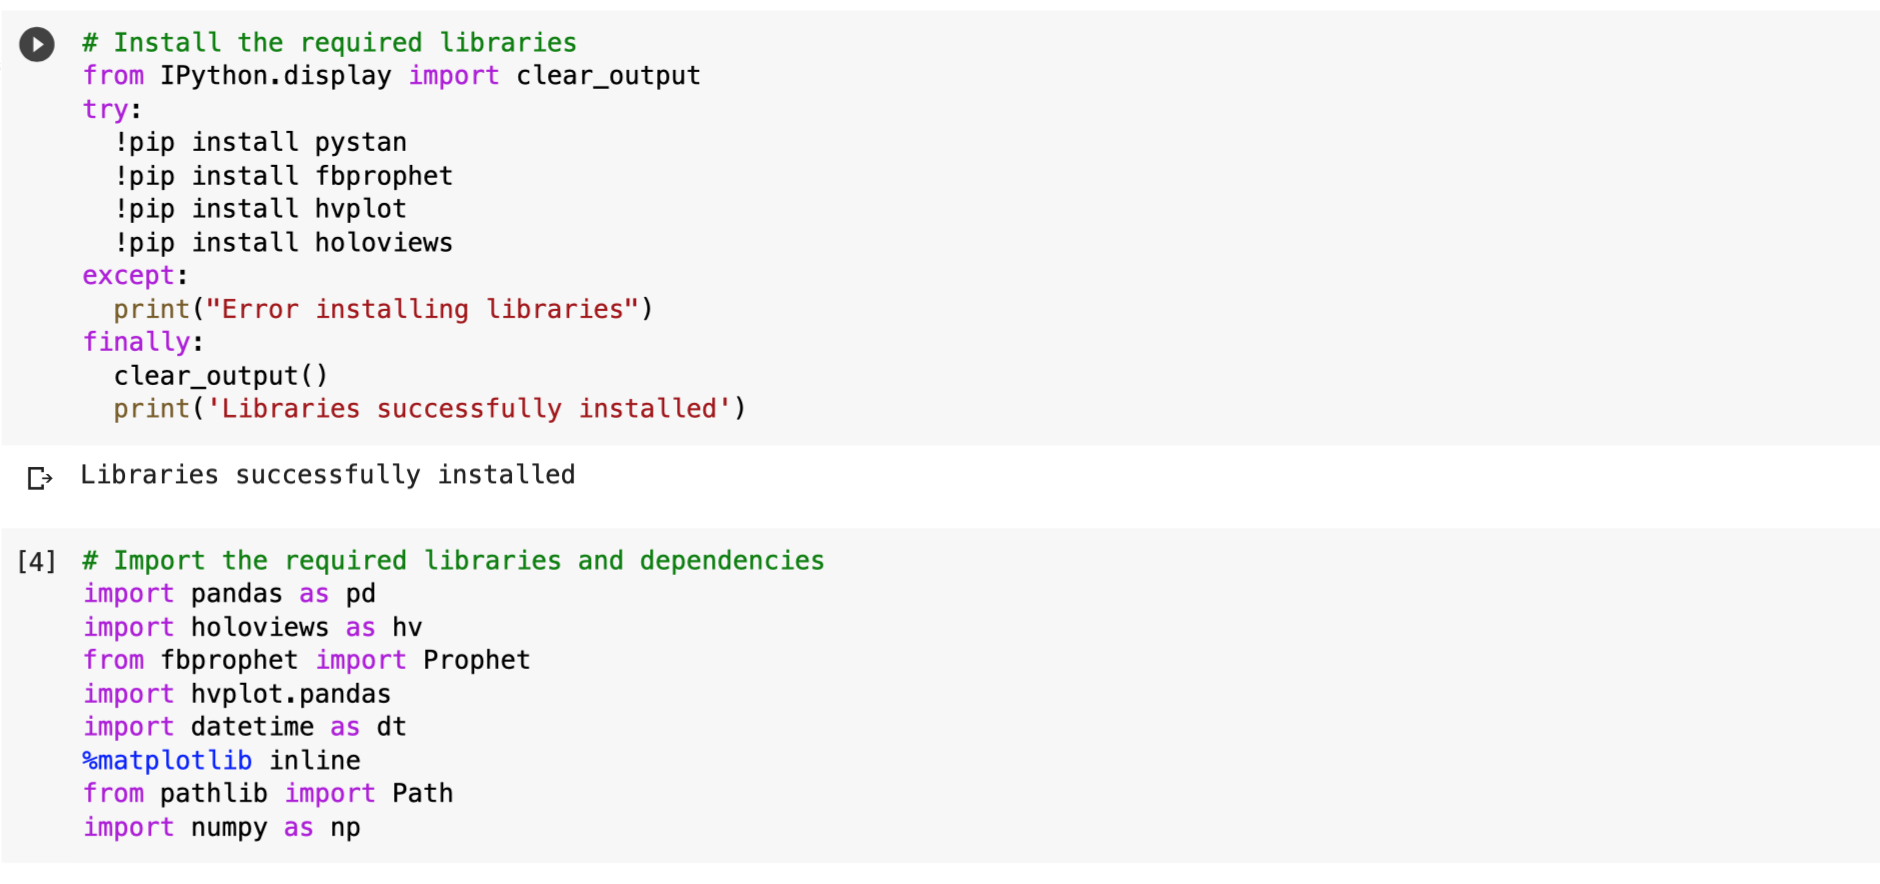 # Install the required libraries
from IPython.display import clear_output
try:
  !pip install pystan
  !pip install fbprophet
  !pip install hvplot
  !pip install holoviews
except:
  print("Error installing libraries")
finally:
  clear_output()
  print('Libraries successfully installed')
Libraries successfully installed
[4] # Import the required libraries and dependencies
import pandas as pd
import holoviews as hv
from fbprophet import Prophet
import hvplot.pandas
import datetime as dt
%matplotlib inline
from pathlib import Path
import numpy as np